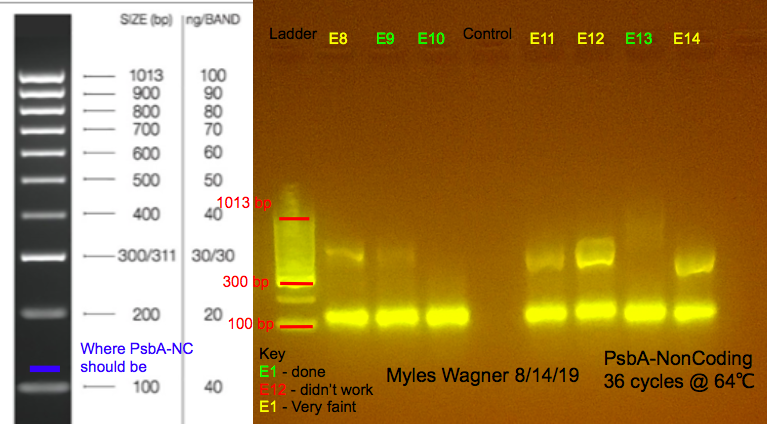 SIZE (bp) ng/BAND
1013 100
900 90
800 80
700 70
600 60
500 50
400 40
300/311 30/30
200 20
100 40
Where PsbA-NC
should be
Ladder E8 E9 E10 Control E11 E12 E13 E14
1013 bp
300 bp
100 bp
Key
E1 - done
E12 - didn't work
E1 - Very faint
Myles Wagner 8/14/19
PsbA-NonCoding
36 cycles @ 64℃